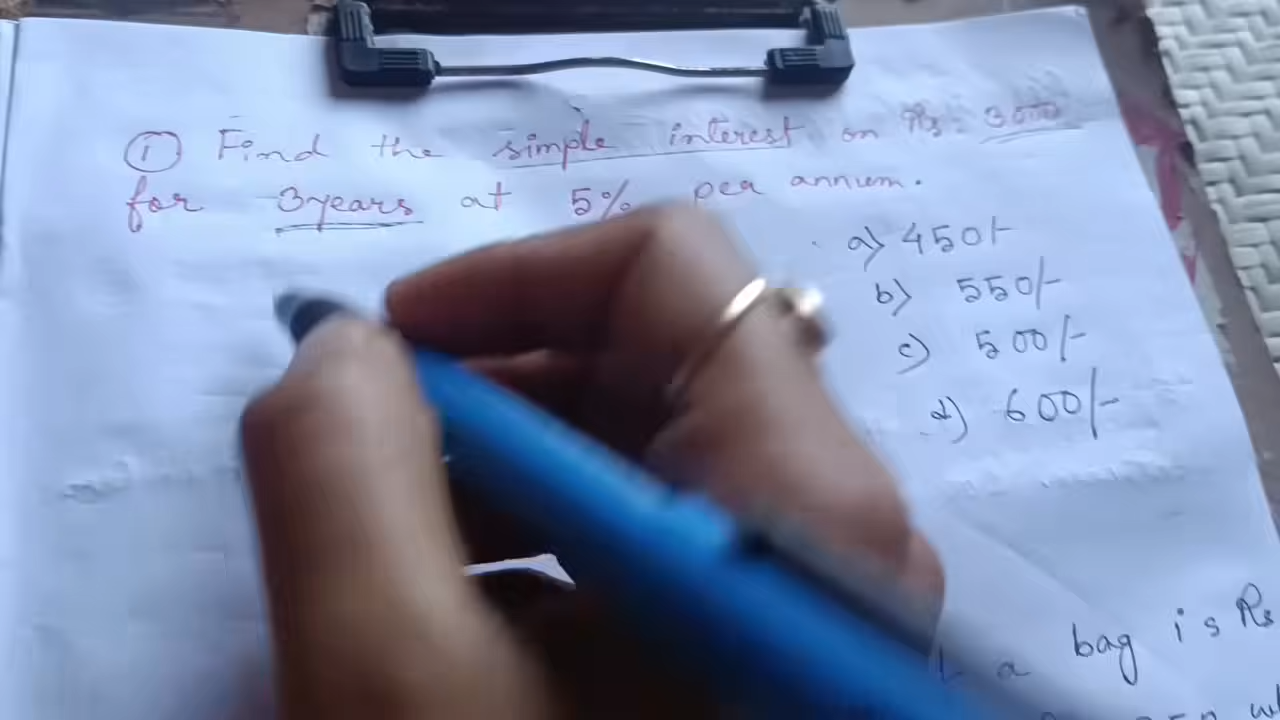 ① Find the simple interest on Rs. 3000
for 3years at 5% per annum.
a) 450/-
b) 550/-
c) 500/-
d) 600/-
a bag is Rs